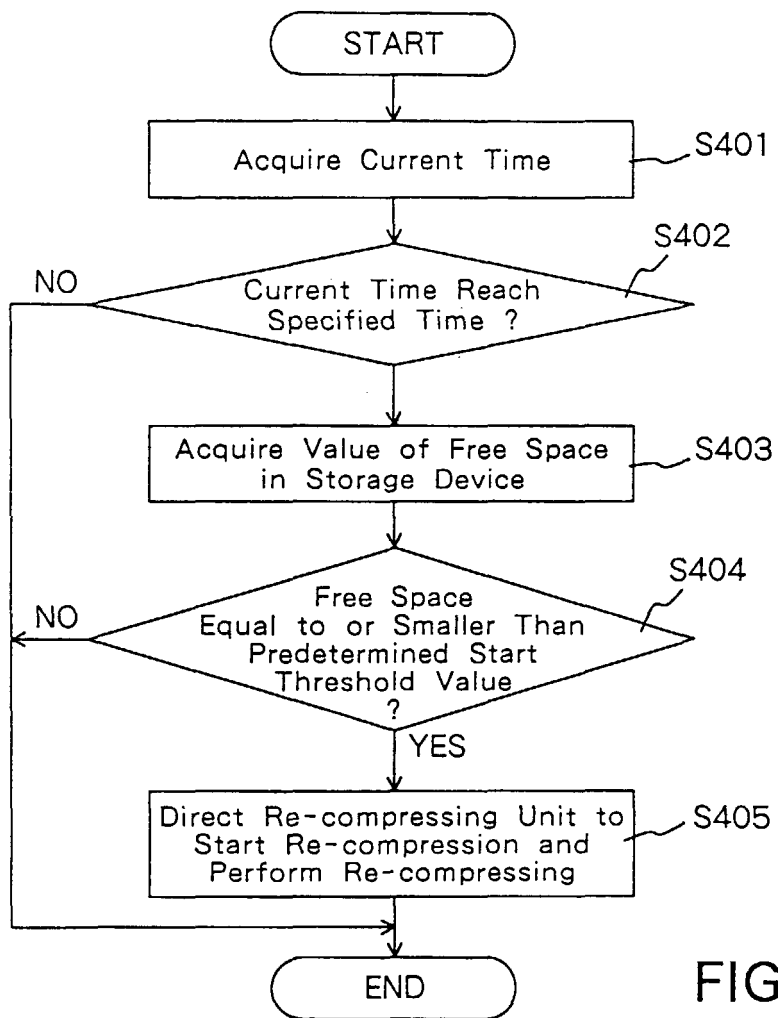 START
Acquire Current Time
S401
S402
NO
Current Time Reach
Specified Time ?
Acquire Value of Free Space
in Storage Device
S403
S404
NO
Free Space
Equal to or Smaller Than
Predetermined Start
Threshold Value
?
YES
Direct Re-compressing Unit to
Start Re-compression and
Perform Re-compressing
S405
END
FIG